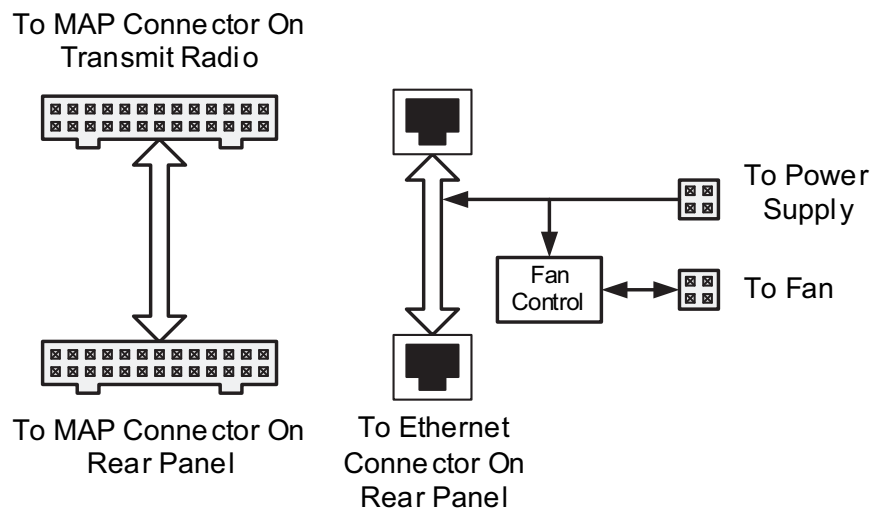 To MAP Connector On
Transmit Radio
To Power
Supply
Fan
Control
To Fan
To MAP Connector On
Rear Panel
To Ethernet
Connector On
Rear Panel